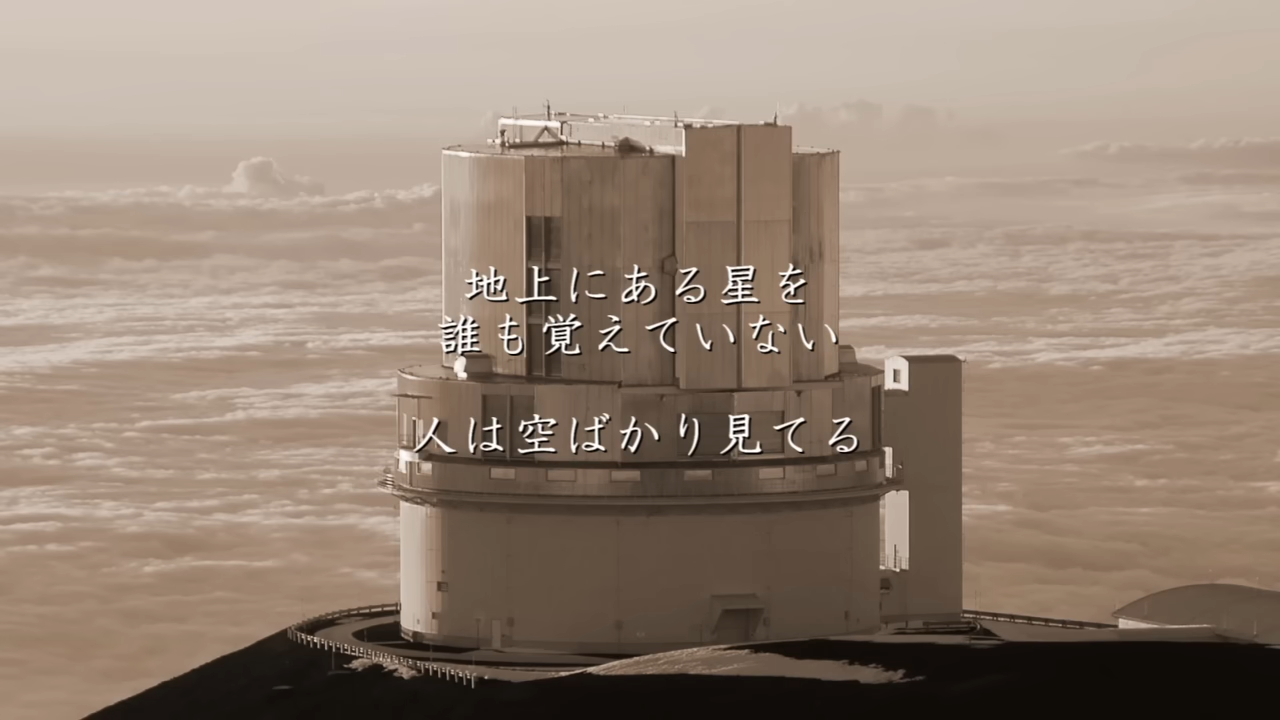 地上にある星を
誰も覚えていない
人は空ばかり見てる